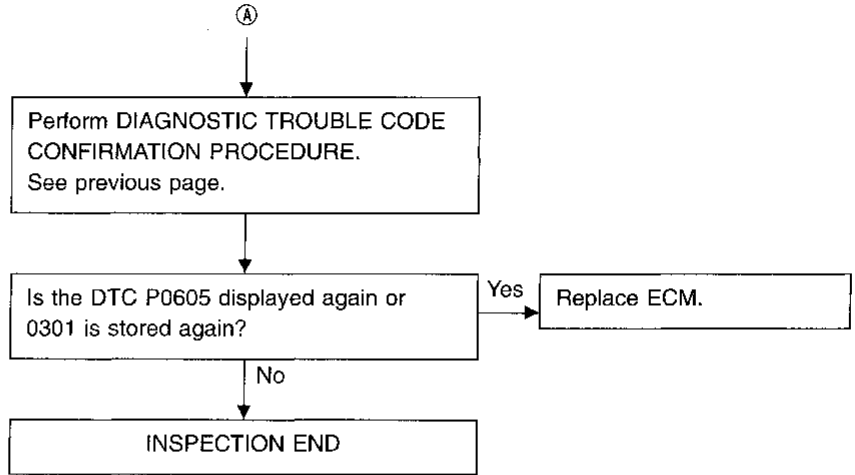 Ⓐ
Perform DIAGNOSTIC TROUBLE CODE
CONFIRMATION PROCEDURE.
See previous page.
Is the DTC P0605 displayed again or
0301 is stored again?
Yes
Replace ECM.
No
INSPECTION END